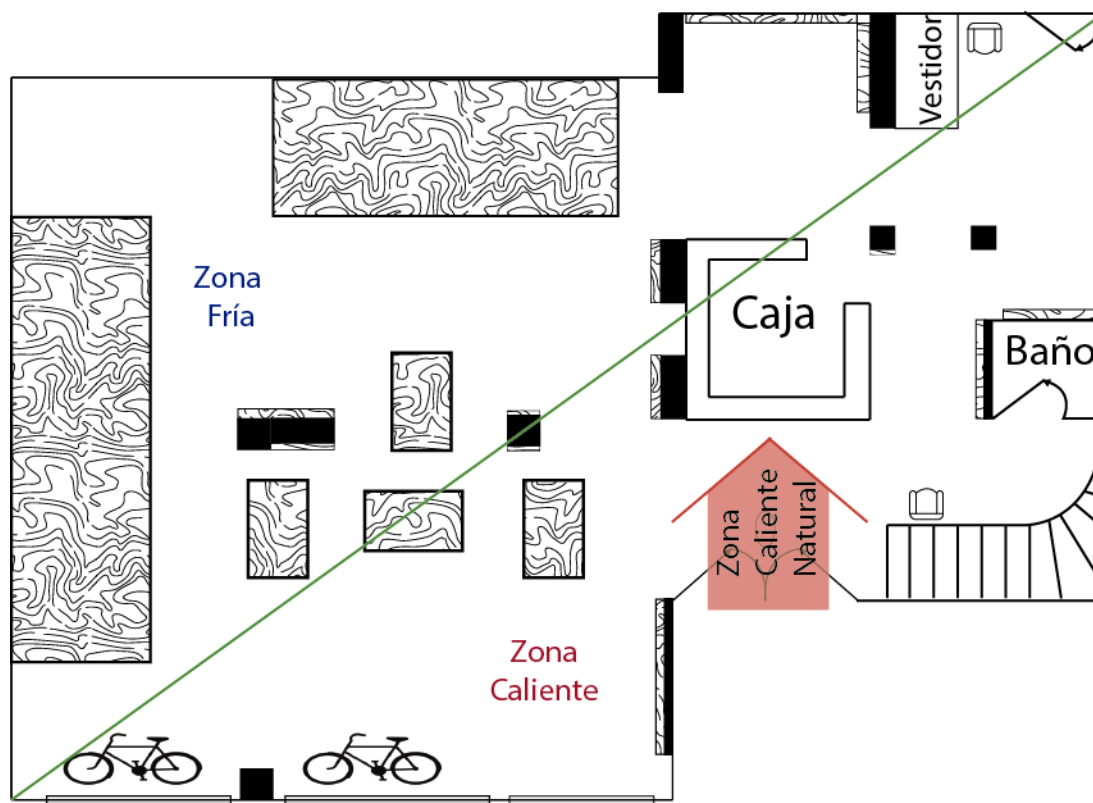 Vestidor
Zona
Fría
Caja
Baño
Zona
Caliente
Natural
Zona
Caliente